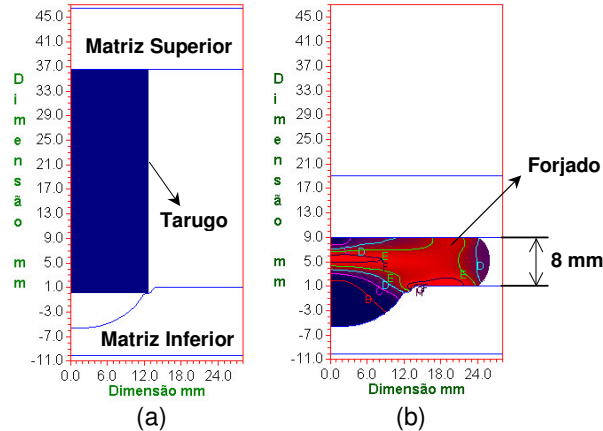 45.0
41.0
37.0
33.0
29.0
25.0
21.0
17.0
13.0
9.0
5.0
1.0
-3.0
-7.0
-11.0
Dimensão mm
Matriz Superior
Tarugo
Matriz Inferior
0.0 6.0 12.0 18.0 24.0
Dimensão mm
(a)
45.0
41.0
37.0
33.0
29.0
25.0
21.0
17.0
13.0
9.0
5.0
1.0
-3.0
-7.0
-11.0
Dimensão mm
Forjado
8 mm
D
E
E
D
E
D
C
B
0.0 6.0 12.0 18.0 24.0
Dimensão mm
(b)